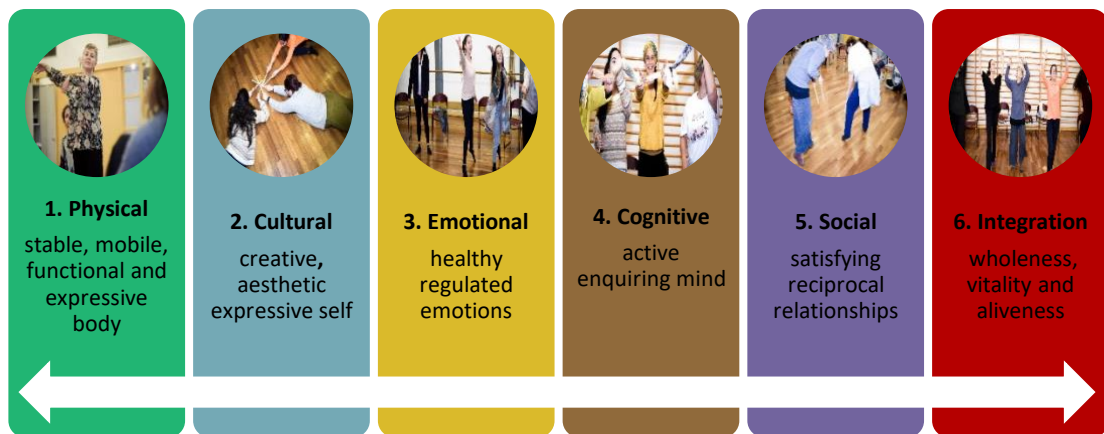 1. Physical
stable, mobile,
functional and
expressive
body
2. Cultural
creative, aesthetic
expressive self
3. Emotional
healthy
regulated
emotions
4. Cognitive
active
enquiring mind
5. Social
satisfying
reciprocal
relationships
6. Integration
wholeness,
vitality and
aliveness